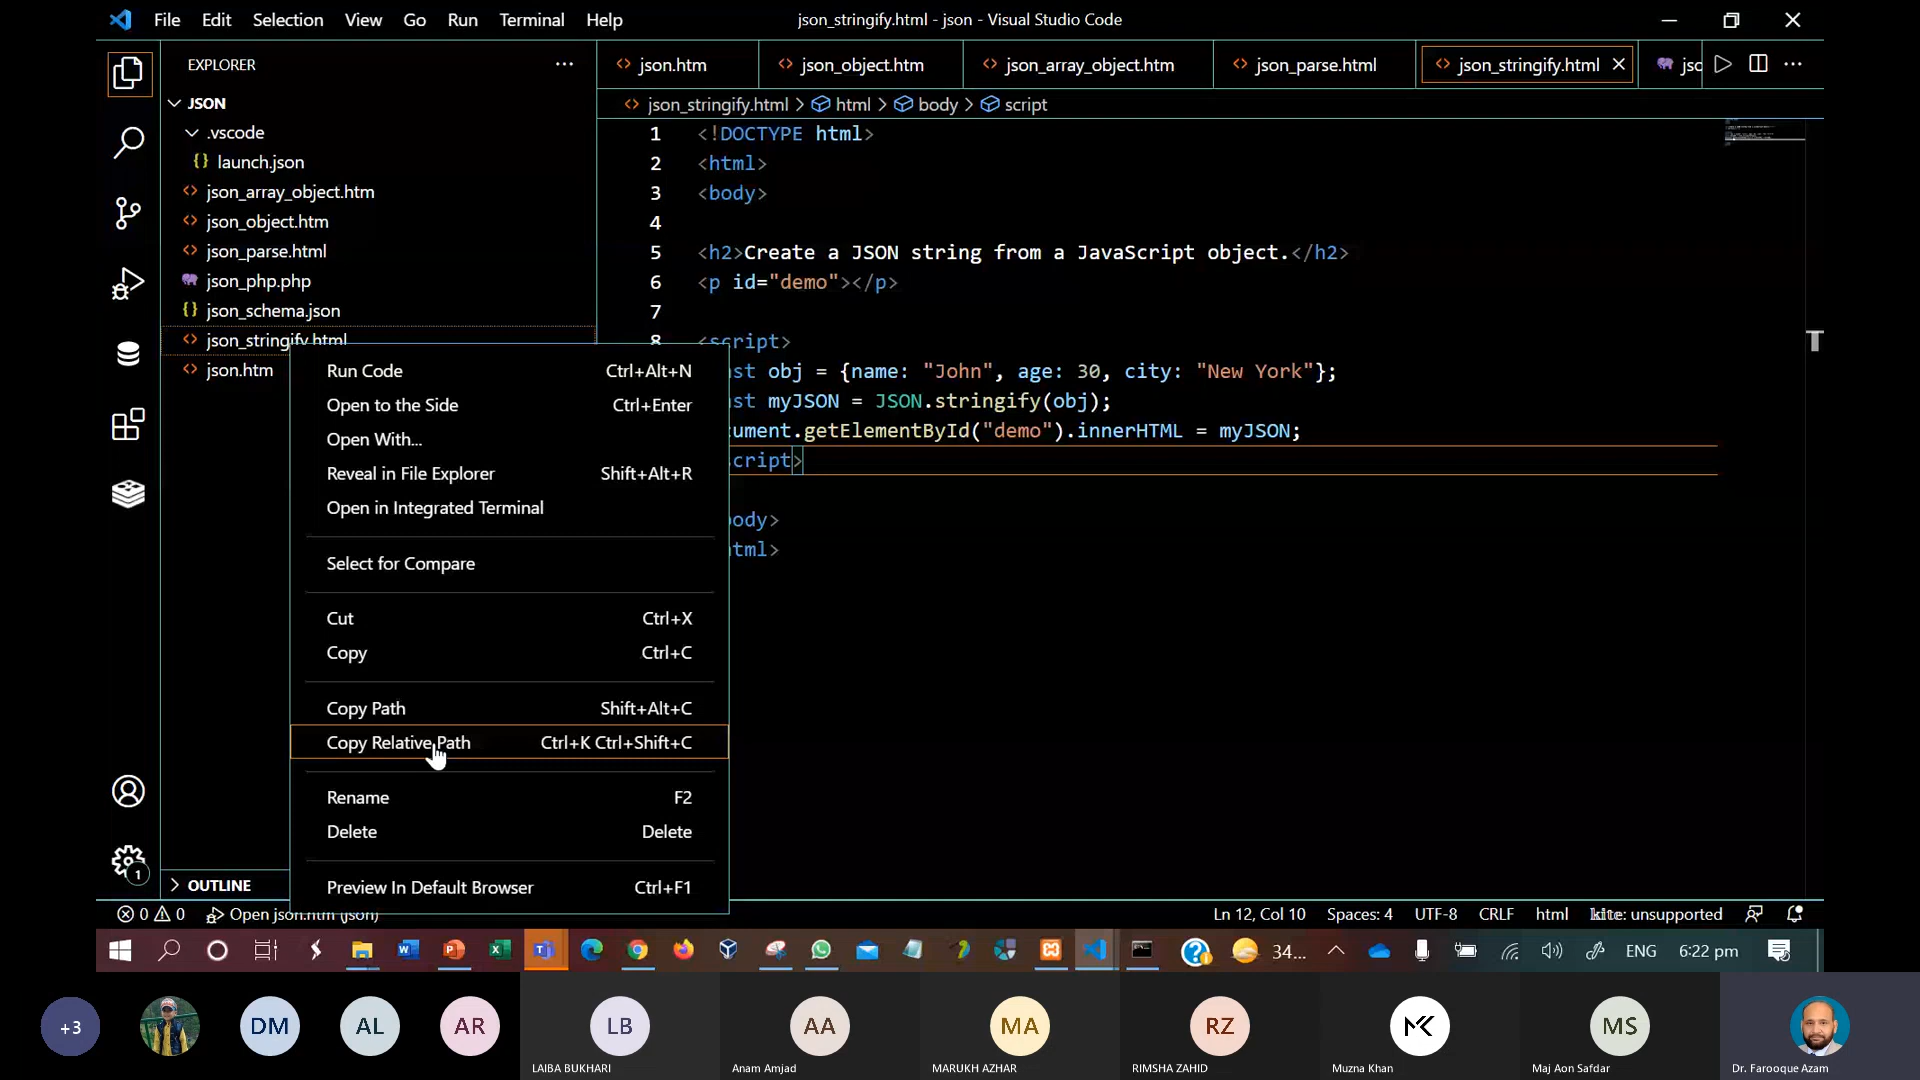 File Edit Selection View Go Run Terminal Help
json_stringify.html - json - Visual Studio Code
EXPLORER
JSON
.vscode
launch.json
json_array_object.htm
json_object.htm
json_parse.html
json_php.php
json_schema.json
json_stringify.html
json.htm
OUTLINE
json.htm
json_object.htm
json_array_object.htm
json_parse.html
json_stringify.html
jsc
json_stringify.html > html > body > script
1 <!DOCTYPE html>
2 <html>
3 <body>
4
5 <h2>Create a JSON string from a JavaScript object.</h2>
6 <p id="demo"></p>
7
8 <script>
st obj = {name: "John", age: 30, city: "New York"};
st myJSON = JSON.stringify(obj);
ument.getElementById("demo").innerHTML = myJSON;
cript>
ody>
tml>
Run Code Ctrl+Alt+N
Open to the Side Ctrl+Enter
Open With...
Reveal in File Explorer Shift+Alt+R
Open in Integrated Terminal
Select for Compare
Cut Ctrl+X
Copy Ctrl+C
Copy Path Shift+Alt+C
Copy Relative Path Ctrl+K Ctrl+Shift+C
Rename F2
Delete Delete
Preview In Default Browser Ctrl+F1
1
0 0 Open json.htm (json)
Ln 12, Col 10 Spaces: 4 UTF-8 CRLF html kite: unsupported
34... ENG 6:22 pm
+3 DM AL AR LB AA MA RZ MK MS
LAIBA BUKHARI Anam Amjad MARUKH AZHAR RIMSHA ZAHID Muzna Khan Maj Aon Safdar Dr. Farooque Azam